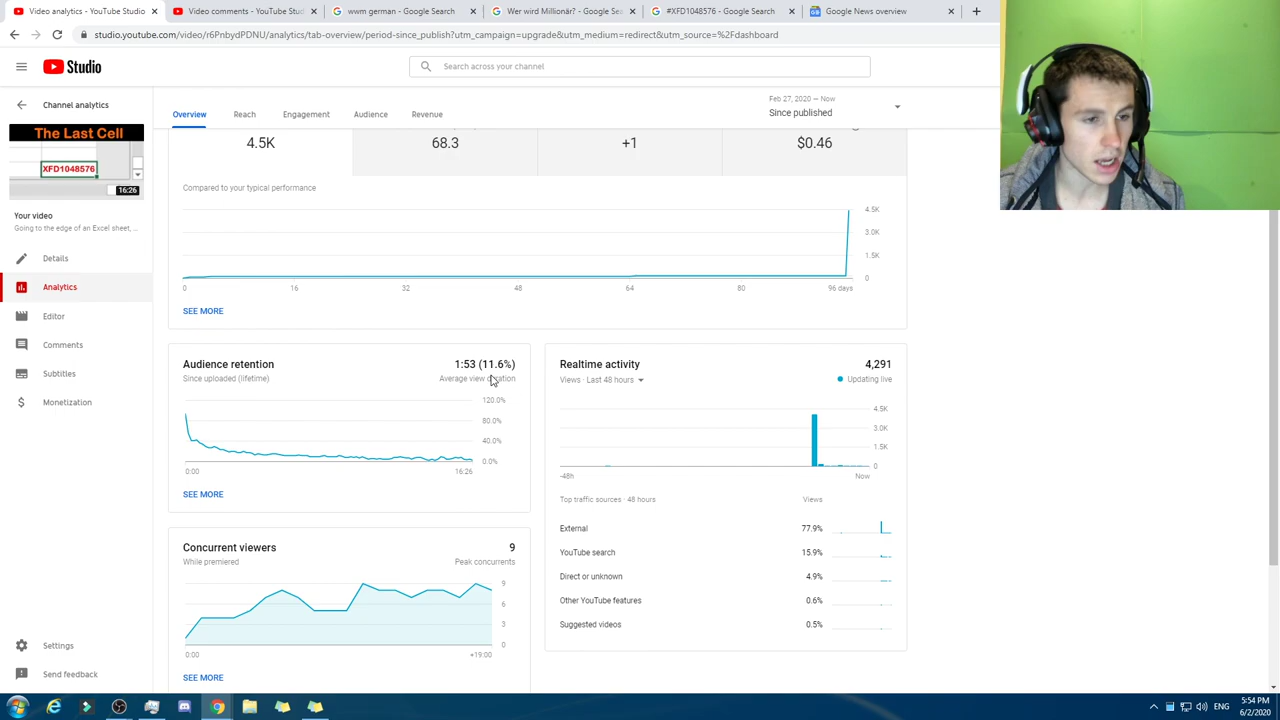 Video analytics - YouTube Studio
Video comments - YouTube Stud
wwm german - Google Search
Wer wird Millionär? - Google Sea
#XFD1048576 - Google Search
Google News overview
studio.youtube.com/video/r6PnbydPDNU/analytics/tab-overview/period-since_publish?utm_campaign=upgrade&utm_medium=redirect&utm_source=%2Fdashboard
Studio
Search across your channel
Channel analytics
The Last Cell
XFD1048576
16:26
Your video
Going to the edge of an Excel sheet, ...
Details
Analytics
Editor
Comments
Subtitles
Monetization
Settings
Send feedback
Overview
Reach
Engagement
Audience
Revenue
Feb 27, 2020 — Now
Since published
4.5K
68.3
+1
$0.46
Compared to your typical performance
4.5K
3.0K
1.5K
0
0 16 32 48 64 80 96 days
SEE MORE
Audience retention 1:53 (11.6%)
Since uploaded (lifetime) Average view duration
120.0%
80.0%
40.0%
0.0%
0:00 16:26
SEE MORE
Concurrent viewers 9
While premiered Peak concurrents
9
6
3
0
0:00 +19:00
SEE MORE
Realtime activity 4,291
Views · Last 48 hours Updating live
4.5K
3.0K
1.5K
0
-48h Now
Top traffic sources · 48 hours Views
External 77.9%
YouTube search 15.9%
Direct or unknown 4.9%
Other YouTube features 0.6%
Suggested videos 0.5%
ENG
5:54 PM
6/2/2020